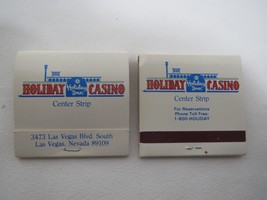 HOLIDAY Holiday Inn CASINO
Center Strip
3473 Las Vegas Blvd. South
Las Vegas, Nevada 89109
HOLIDAY Holiday Inn CASINO
Center Strip
For Reservations
Phone Toll Free:
1-800-HOLIDAY